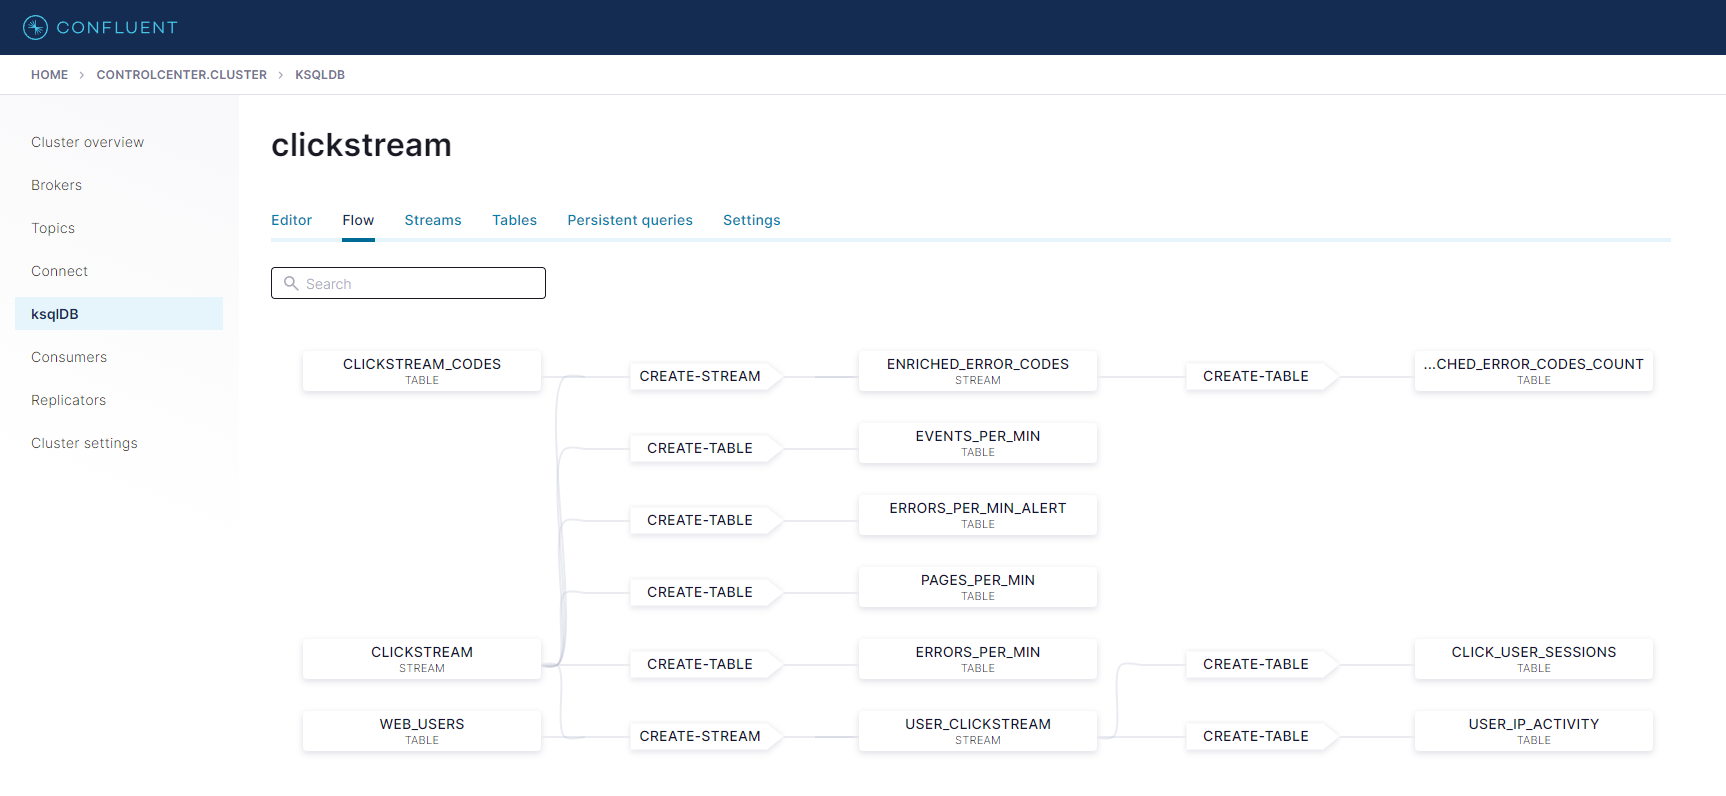 CONFLUENT
HOME > CONTROLCENTER.CLUSTER > KSQLDB
Cluster overview
Brokers
Topics
Connect
ksqlDB
Consumers
Replicators
Cluster settings
clickstream
Editor Flow Streams Tables Persistent queries Settings
Search
CLICKSTREAM_CODES
TABLE
CREATE-STREAM
ENRICHED_ERROR_CODES
STREAM
CREATE-TABLE
...CHED_ERROR_CODES_COUNT
TABLE
CREATE-TABLE
EVENTS_PER_MIN
TABLE
CREATE-TABLE
ERRORS_PER_MIN_ALERT
TABLE
CREATE-TABLE
PAGES_PER_MIN
TABLE
CLICKSTREAM
STREAM
CREATE-TABLE
ERRORS_PER_MIN
TABLE
CREATE-TABLE
CLICK_USER_SESSIONS
TABLE
WEB_USERS
TABLE
CREATE-STREAM
USER_CLICKSTREAM
STREAM
CREATE-TABLE
USER_IP_ACTIVITY
TABLE